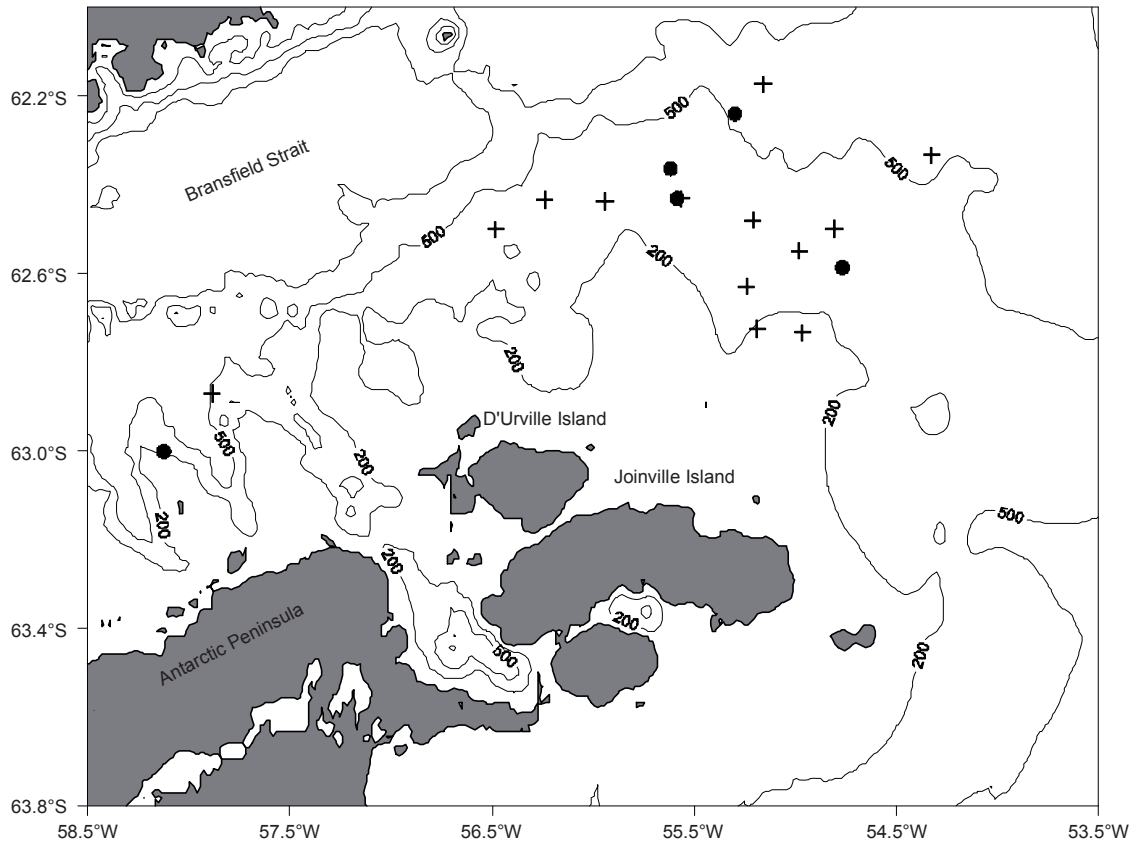 62.2°S
500
Bransfield Strait
500
500
62.6°S
200
200
D'Urville Island
200
63.0°S
500
200
Joinville Island
200
500
200
Antarctic Peninsula
200
63.4°S
500
200
63.8°S
58.5°W
57.5°W
56.5°W
55.5°W
54.5°W
53.5°W